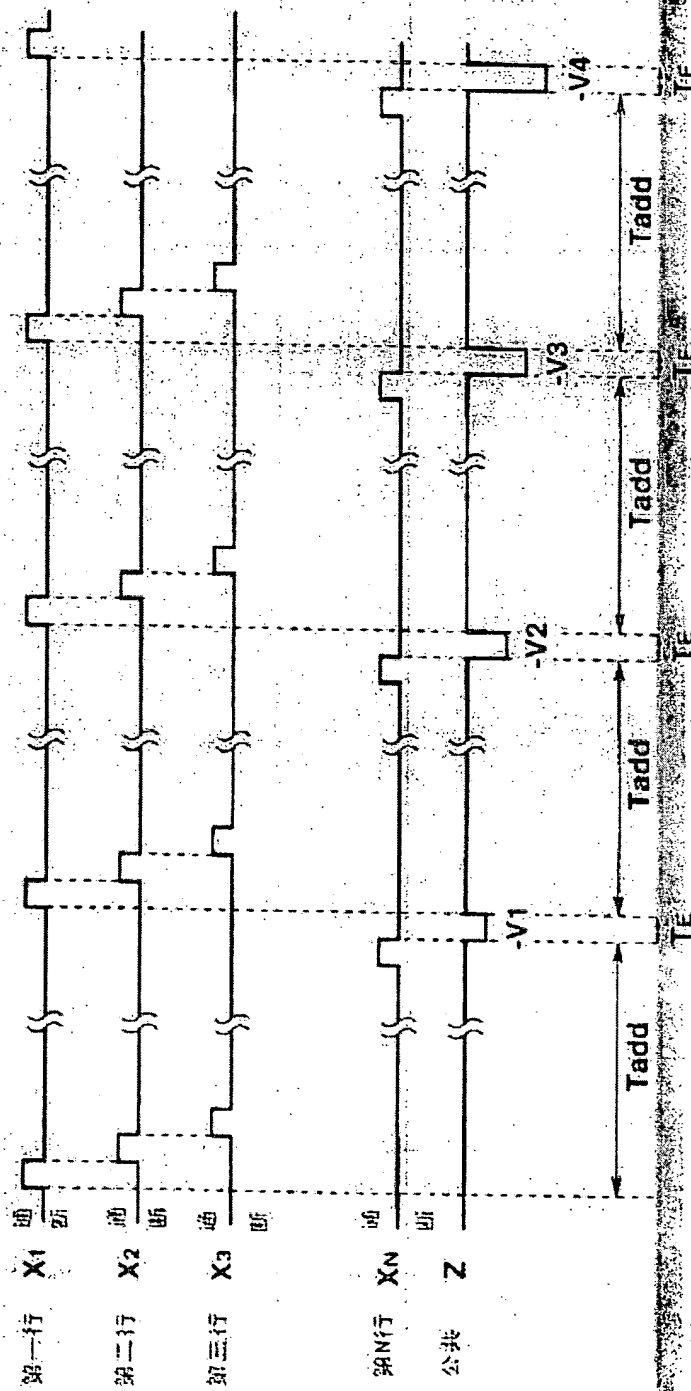 第一行 X1 通
断
第二行 X2 通
断
第三行 X3 通
断
第N行 XN 通
断
公共 Z
-V1
-V2
-V3
-V4
Tadd
Tadd
Tadd
Tadd
TE
TE
TE
TE